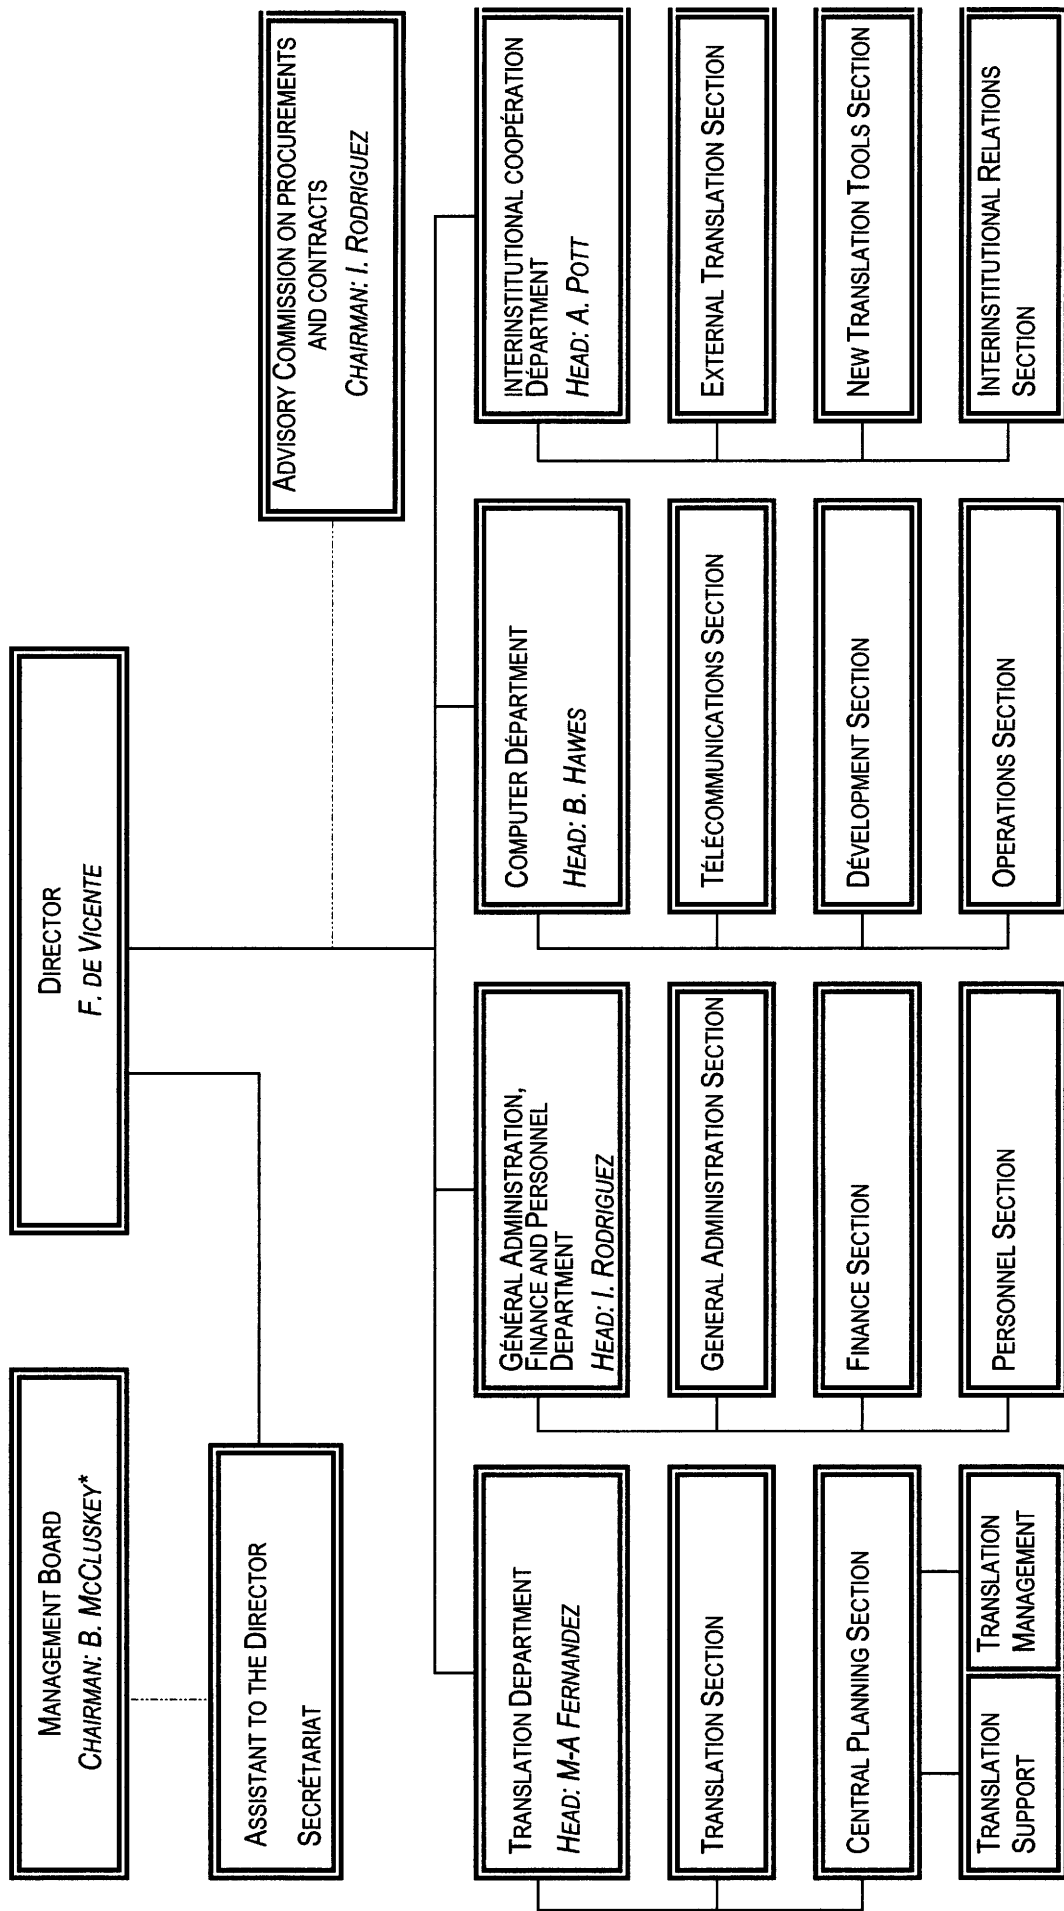 MANAGEMENT BOARD
CHAIRMAN: B. MCCLUSKEY*
DIRECTOR
F. DE VICENTE
ASSISTANT TO THE DIRECTOR
SECRÉTARIAT
ADVISORY COMMISSION ON PROCUREMENTS
AND CONTRACTS
CHAIRMAN: I. RODRIGUEZ
TRANSLATION DEPARTMENT
HEAD: M-A FERNANDEZ
TRANSLATION SECTION
CENTRAL PLANNING SECTION
TRANSLATION
SUPPORT
TRANSLATION
MANAGEMENT
GÉNÉRAL ADMINISTRATION,
FINANCE AND PERSONNEL
DEPARTMENT
HEAD: I. RODRIGUEZ
GENERAL ADMINISTRATION SECTION
FINANCE SECTION
PERSONNEL SECTION
COMPUTER DÉPARTMENT
HEAD: B. HAWES
TÉLÉCOMMUNICATIONS SECTION
DÉVELOPMENT SECTION
OPERATIONS SECTION
INTERINSTITUTIONAL COOPÉRATION
DÉPARTMENT
HEAD: A. POTT
EXTERNAL TRANSLATION SECTION
NEW TRANSLATION TOOLS SECTION
INTERINSTITUTIONAL RELATIONS
SECTION